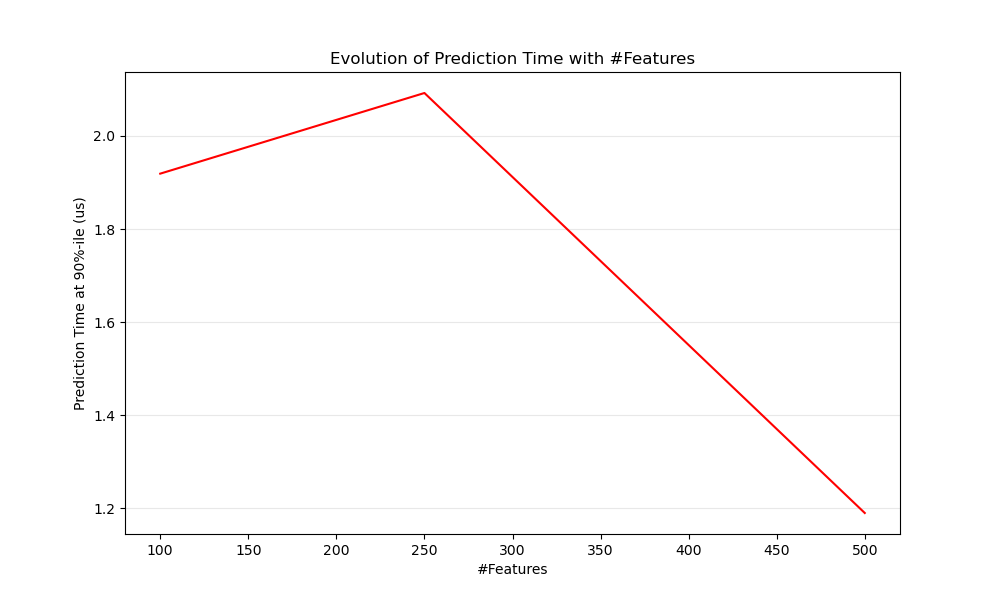 Evolution of Prediction Time with #Features
Prediction Time at 90%-ile (us)
2.0
1.8
1.6
1.4
1.2
100 150 200 250 300 350 400 450 500
#Features